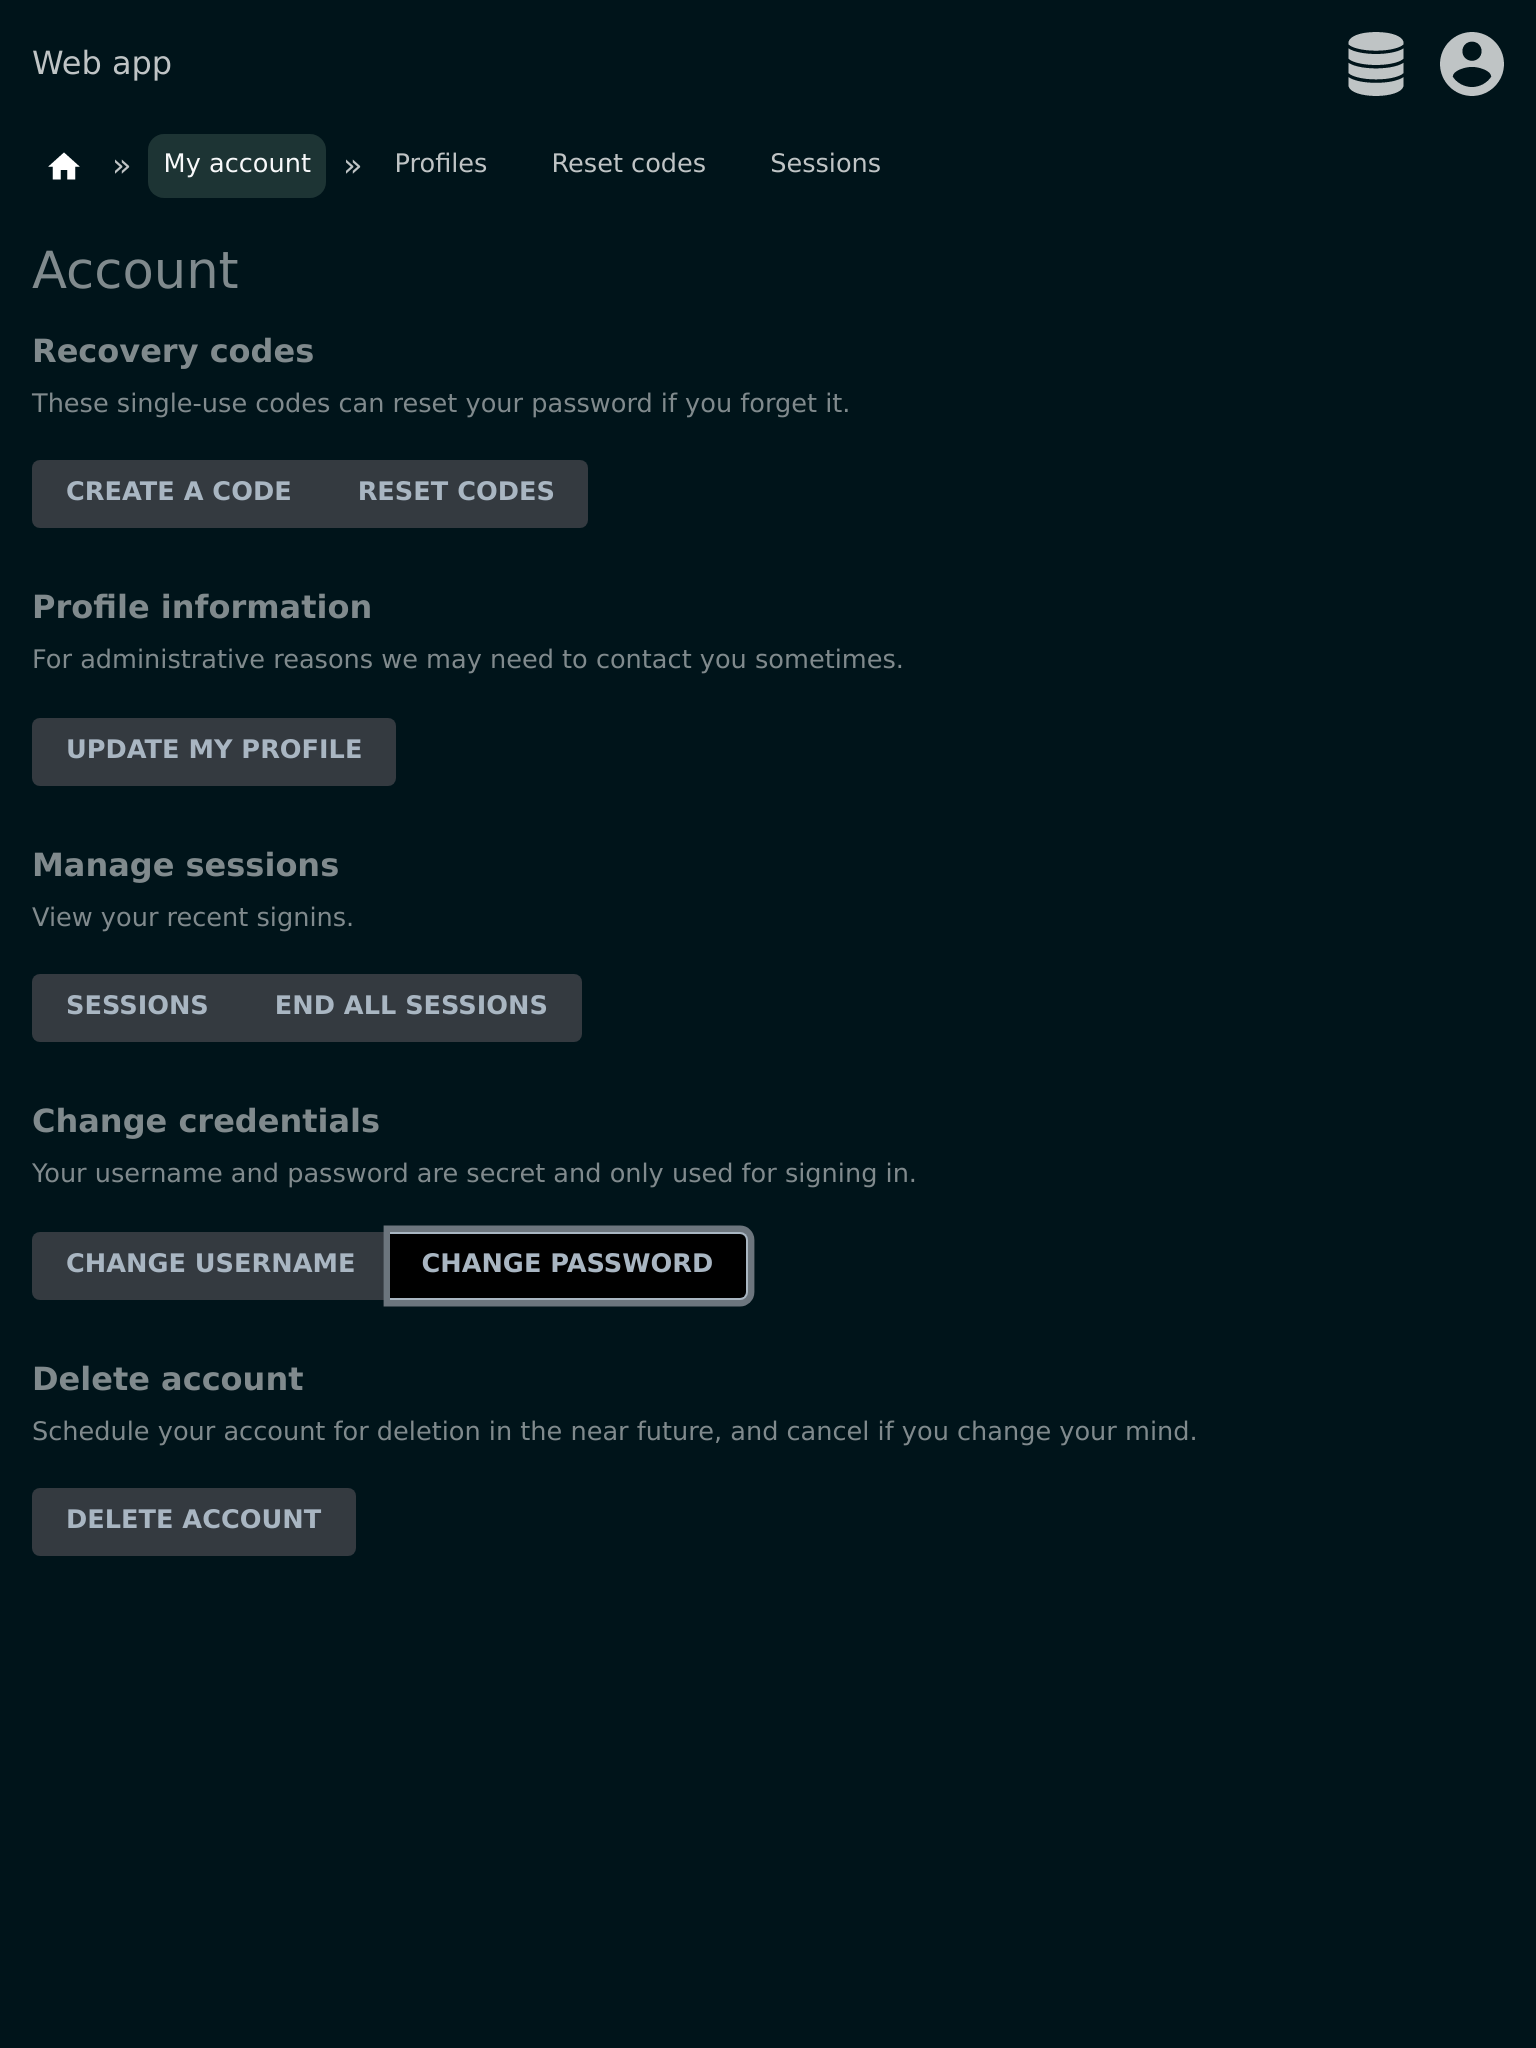 Web app
» My account » Profiles Reset codes Sessions
Account
Recovery codes
These single-use codes can reset your password if you forget it.
CREATE A CODE RESET CODES
Profile information
For administrative reasons we may need to contact you sometimes.
UPDATE MY PROFILE
Manage sessions
View your recent signins.
SESSIONS END ALL SESSIONS
Change credentials
Your username and password are secret and only used for signing in.
CHANGE USERNAME CHANGE PASSWORD
Delete account
Schedule your account for deletion in the near future, and cancel if you change your mind.
DELETE ACCOUNT